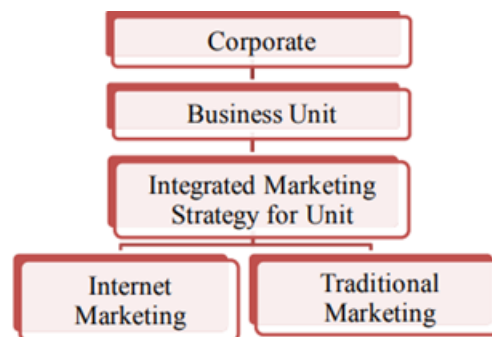 Corporate
Business Unit
Integrated Marketing
Strategy for Unit
Internet
Marketing
Traditional
Marketing